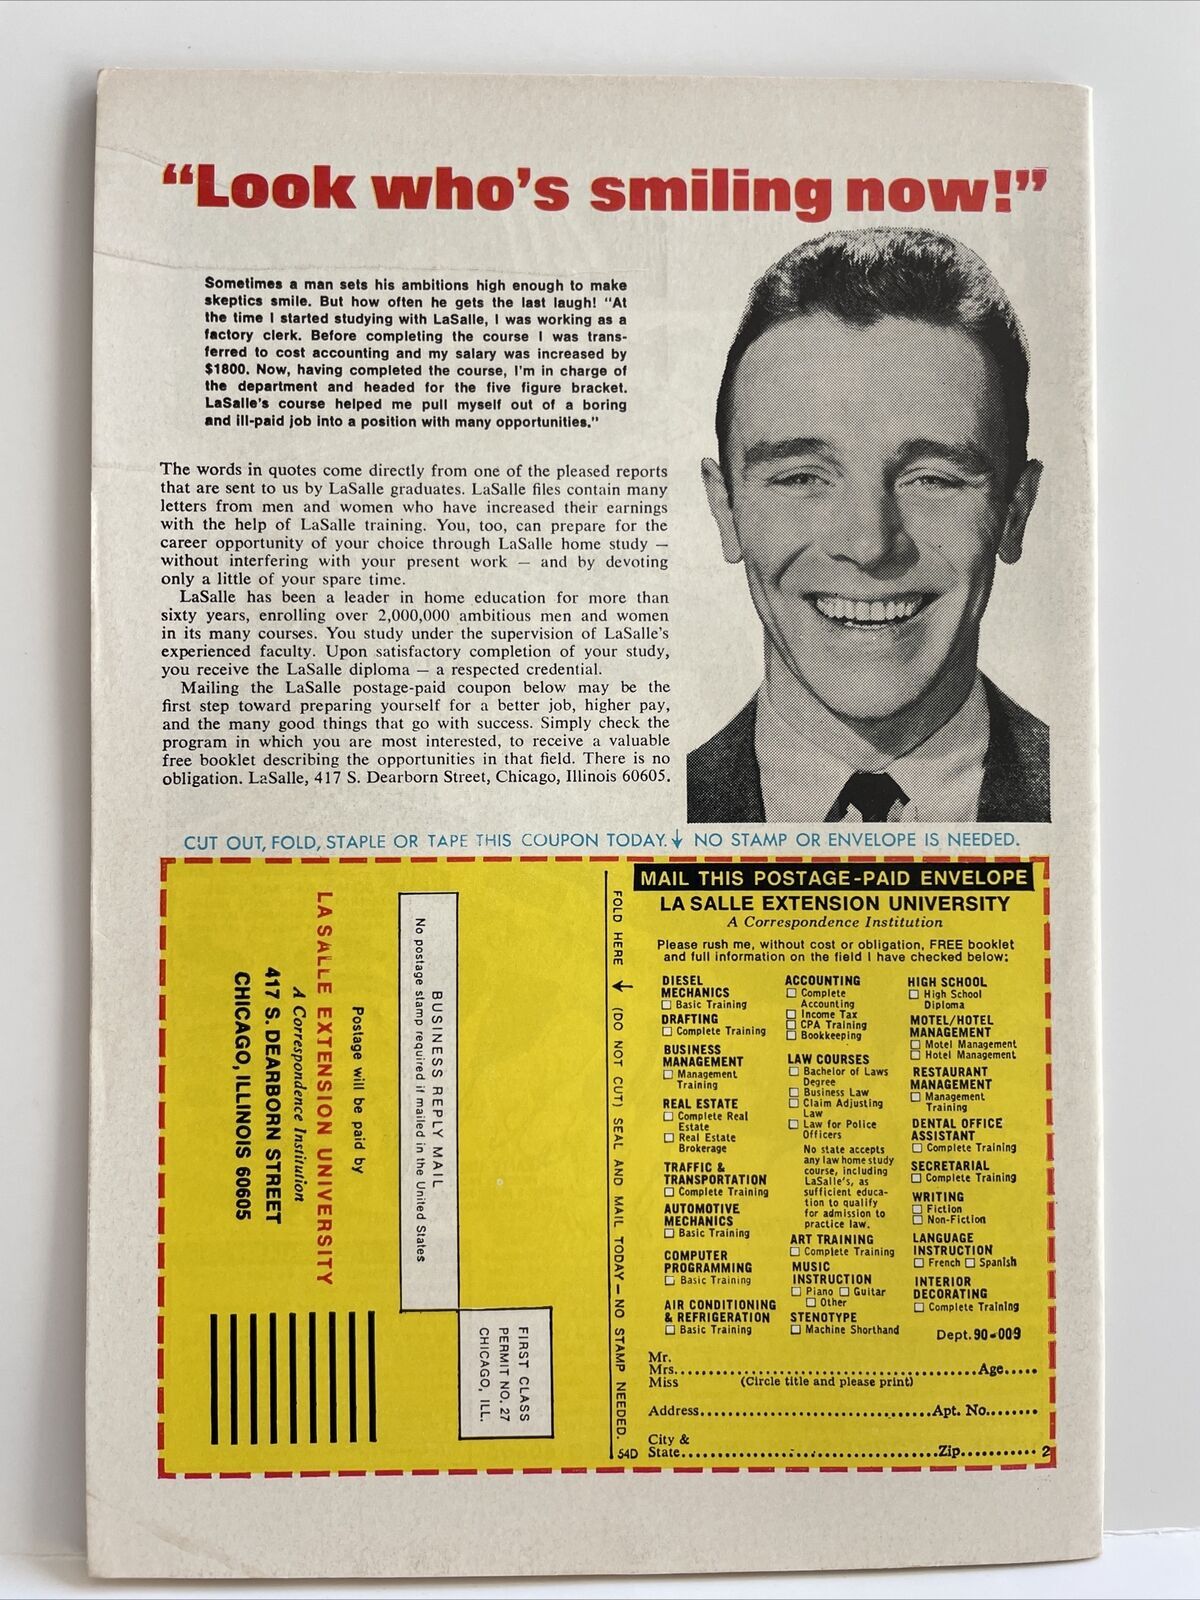 “Look who’s smiling now!”
Sometimes a man sets his ambitions high enough to make
skeptics smile. But how often he gets the last laugh! “At
the time I started studying with LaSalle, I was working as a
factory clerk. Before completing the course I was trans-
ferred to cost accounting and my salary was increased by
$1800. Now, having completed the course, I’m in charge of
the department and headed for the five figure bracket.
LaSalle’s course helped me pull myself out of a boring
and ill-paid job into a position with many opportunities.”
The words in quotes come directly from one of the pleased reports
that are sent to us by LaSalle graduates. LaSalle files contain many
letters from men and women who have increased their earnings
with the help of LaSalle training. You, too, can prepare for the
career opportunity of your choice through LaSalle home study —
without interfering with your present work — and by devoting
only a little of your spare time.
LaSalle has been a leader in home education for more than
sixty years, enrolling over 2,000,000 ambitious men and women
in its many courses. You study under the supervision of LaSalle’s
experienced faculty. Upon satisfactory completion of your study,
you receive the LaSalle diploma — a respected credential.
Mailing the LaSalle postage-paid coupon below may be the
first step toward preparing yourself for a better job, higher pay,
and the many good things that go with success. Simply check the
program in which you are most interested, to receive a valuable
free booklet describing the opportunities in that field. There is no
obligation. LaSalle, 417 S. Dearborn Street, Chicago, Illinois 60605.
CUT OUT, FOLD, STAPLE OR TAPE THIS COUPON TODAY. ↓ NO STAMP OR ENVELOPE IS NEEDED.
FIRST CLASS
PERMIT NO. 27
CHICAGO, ILL.
BUSINESS REPLY MAIL
No postage stamp required if mailed in the United States
Postage will be paid by
LA SALLE EXTENSION UNIVERSITY
A Correspondence Institution
417 S. DEARBORN STREET
CHICAGO, ILLINOIS 60605
FOLD HERE ← (DO NOT CUT) SEAL AND MAIL TODAY — NO STAMP NEEDED.
54D
MAIL THIS POSTAGE-PAID ENVELOPE
LA SALLE EXTENSION UNIVERSITY
A Correspondence Institution
Please rush me, without cost or obligation, FREE booklet
and full information on the field I have checked below:
DIESEL
MECHANICS
☐ Basic Training
DRAFTING
☐ Complete Training
BUSINESS
MANAGEMENT
☐ Management
Training
REAL ESTATE
☐ Complete Real
Estate
☐ Real Estate
Brokerage
TRAFFIC &
TRANSPORTATION
☐ Complete Training
AUTOMOTIVE
MECHANICS
☐ Basic Training
COMPUTER
PROGRAMMING
☐ Basic Training
AIR CONDITIONING
& REFRIGERATION
☐ Basic Training
ACCOUNTING
☐ Complete
Accounting
☐ Income Tax
☐ CPA Training
☐ Bookkeeping
LAW COURSES
☐ Bachelor of Laws
Degree
☐ Business Law
☐ Claim Adjusting
Law
☐ Law for Police
Officers
No state accepts
any law home study
course, including
LaSalle’s, as
sufficient educa-
tion to qualify
for admission to
practice law.
ART TRAINING
☐ Complete Training
MUSIC
INSTRUCTION
☐ Piano ☐ Guitar
☐ Other
STENOTYPE
☐ Machine Shorthand
HIGH SCHOOL
☐ High School
Diploma
MOTEL/HOTEL
MANAGEMENT
☐ Motel Management
☐ Hotel Management
RESTAURANT
MANAGEMENT
☐ Management
Training
DENTAL OFFICE
ASSISTANT
☐ Complete Training
SECRETARIAL
☐ Complete Training
WRITING
☐ Fiction
☐ Non-Fiction
LANGUAGE
INSTRUCTION
☐ French ☐ Spanish
INTERIOR
DECORATING
☐ Complete Training
Dept. 90-009
Mr.
Mrs. Age
Miss (Circle title and please print)
Address Apt. No.
City &
State Zip 2